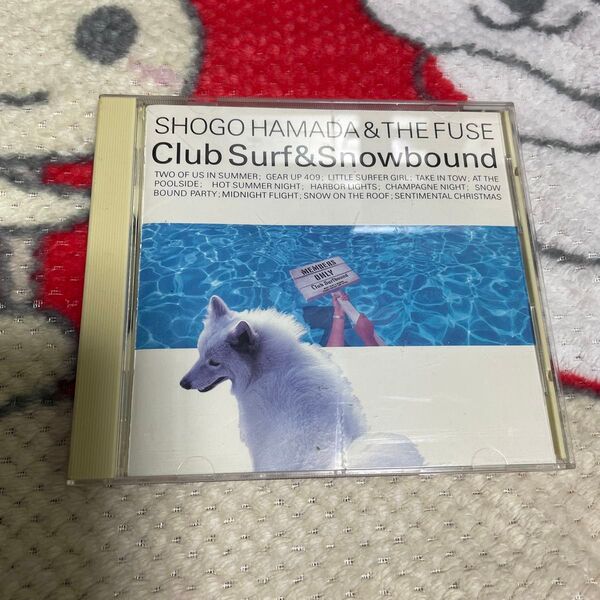 SHOGO HAMADA & THE FUSE
Club Surf&Snowbound
TWO OF US IN SUMMER; GEAR UP 409; LITTLE SURFER GIRL; TAKE IN TOW; AT THE
POOLSIDE; HOT SUMMER NIGHT; HARBOR LIGHTS; CHAMPAGNE NIGHT; SNOW
BOUND PARTY; MIDNIGHT FLIGHT; SNOW ON THE ROOF; SENTIMENTAL CHRISTMAS
MEMBERS
ONLY
Club Surfbound